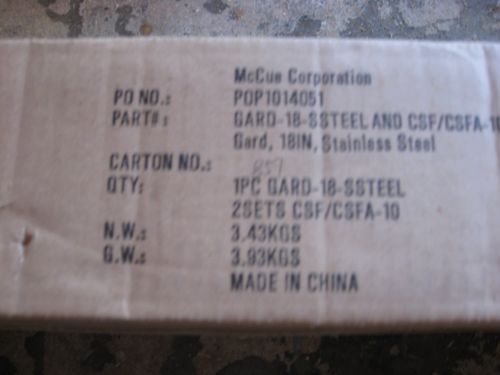 McCue Corporation
PO NO.: POP1014051
PART#: GARD-18-SSTEEL AND CSF/CSFA-10
Gard, 18IN, Stainless Steel
CARTON NO.: 857
QTY: 1PC GARD-18-SSTEEL
2SETS CSF/CSFA-10
N.W.: 3.43KGS
G.W.: 3.93KGS
MADE IN CHINA